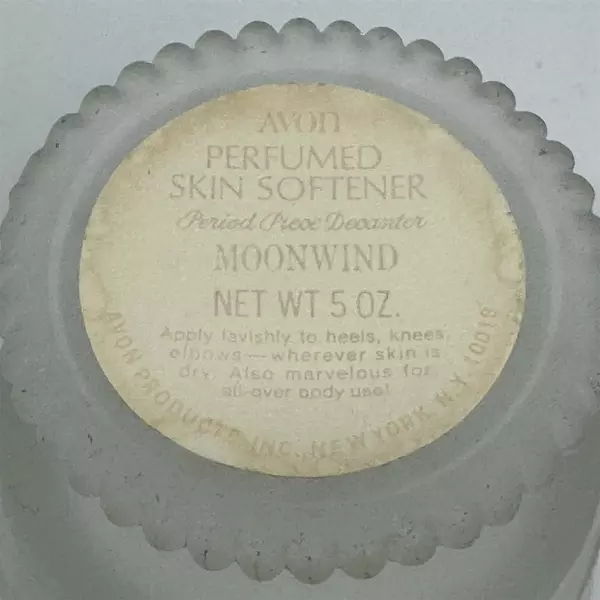 AVON
PERFUMED
SKIN SOFTENER
Period Piece Decanter
MOONWIND
NET WT 5 OZ.
Apply lavishly to heels, knees,
elbows—wherever skin is
dry. Also marvelous for
all-over body use!
AVON PRODUCTS, INC., NEW YORK N.Y. 10019